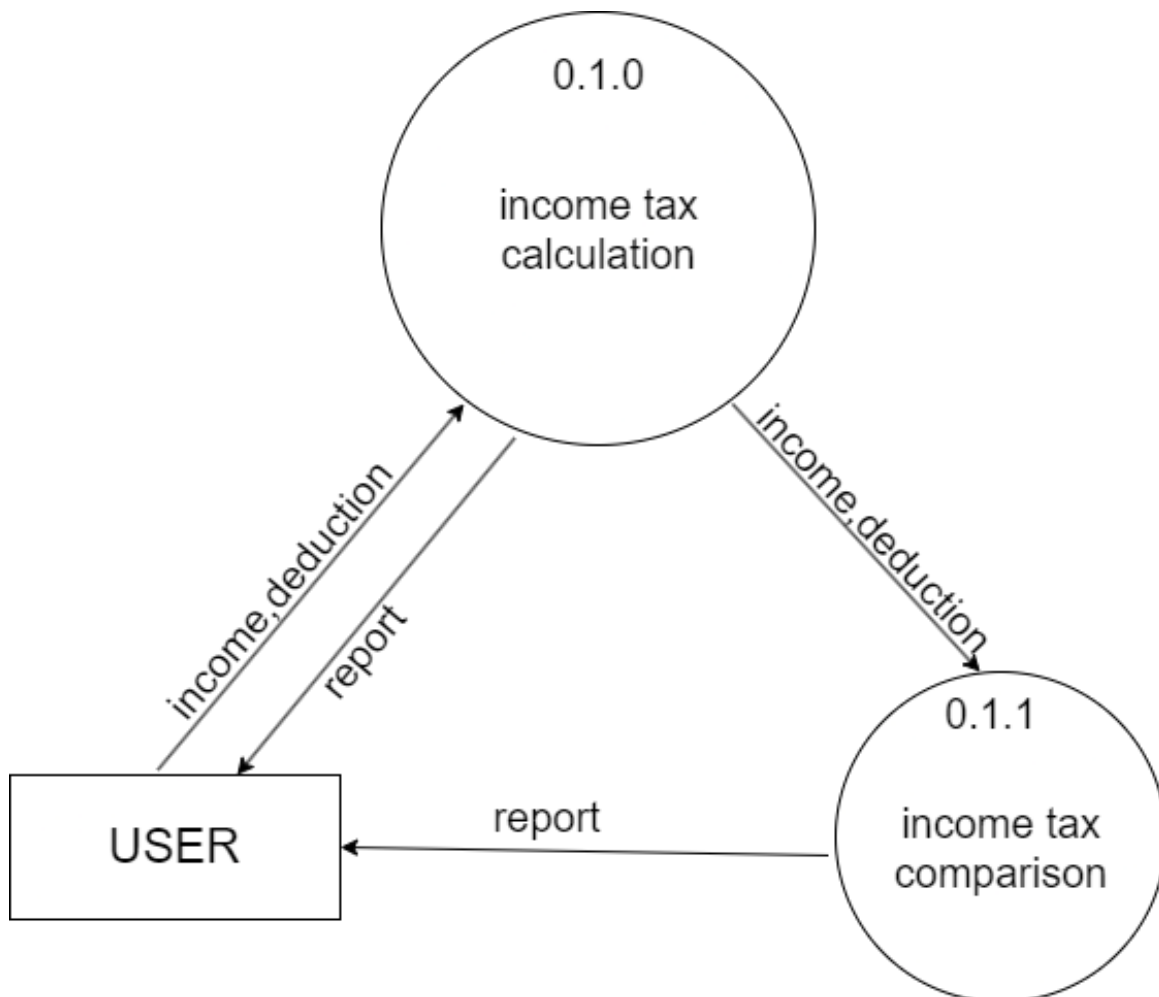 0.1.0
income tax
calculation
income,deduction
report
income,deduction
0.1.1
income tax
comparison
report
USER